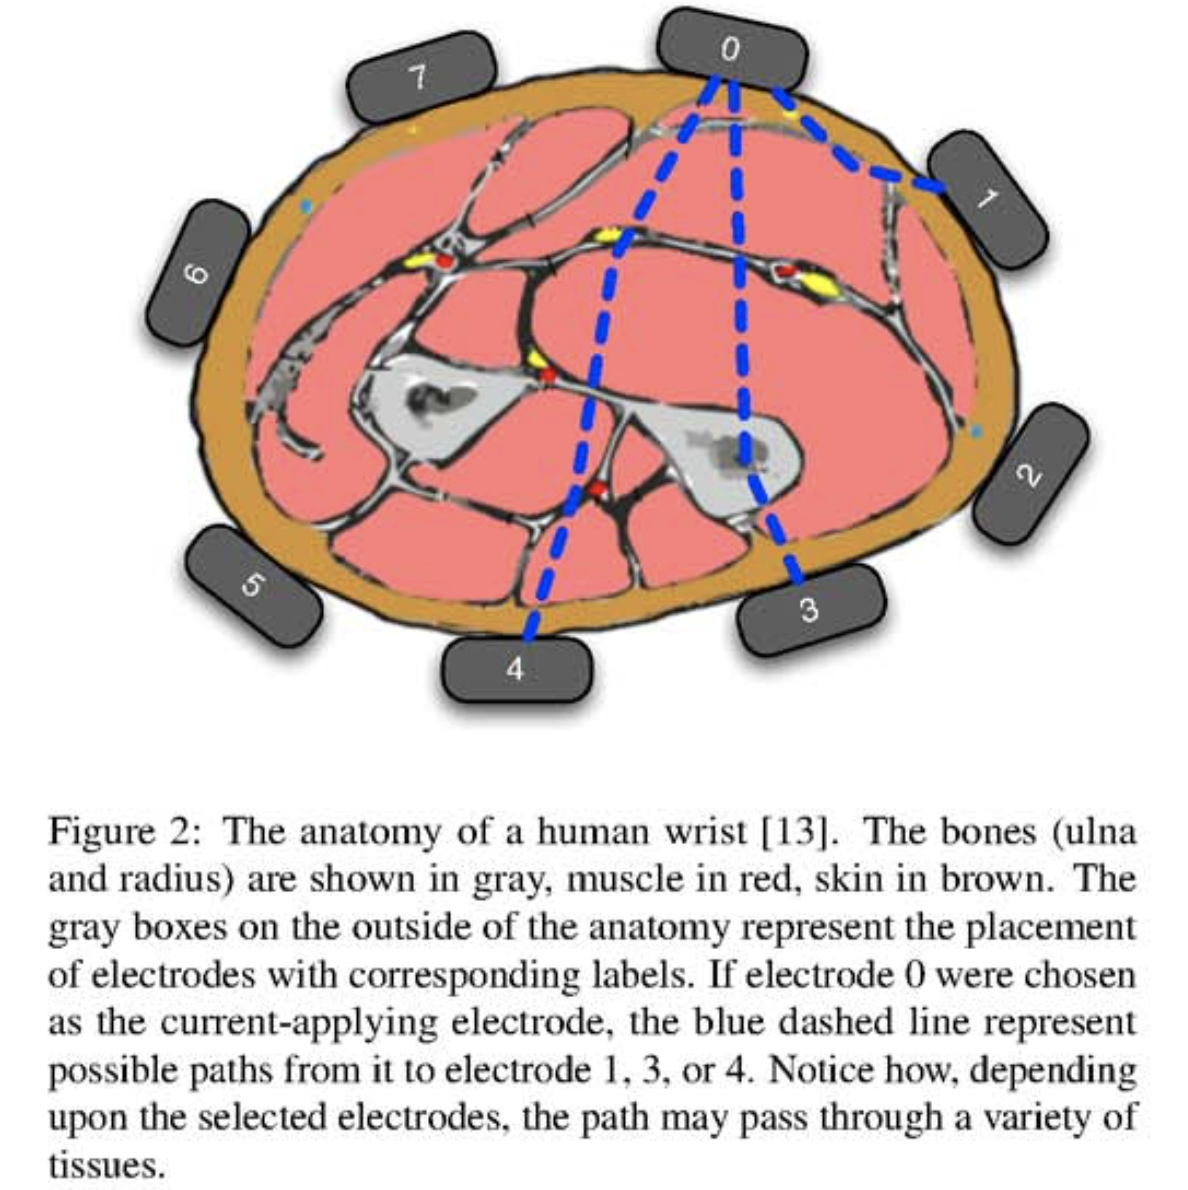 0
7
1
6
2
5
3
4
Figure 2: The anatomy of a human wrist [13]. The bones (ulna
and radius) are shown in gray, muscle in red, skin in brown. The
gray boxes on the outside of the anatomy represent the placement
of electrodes with corresponding labels. If electrode 0 were chosen
as the current-applying electrode, the blue dashed line represent
possible paths from it to electrode 1, 3, or 4. Notice how, depending
upon the selected electrodes, the path may pass through a variety of
tissues.